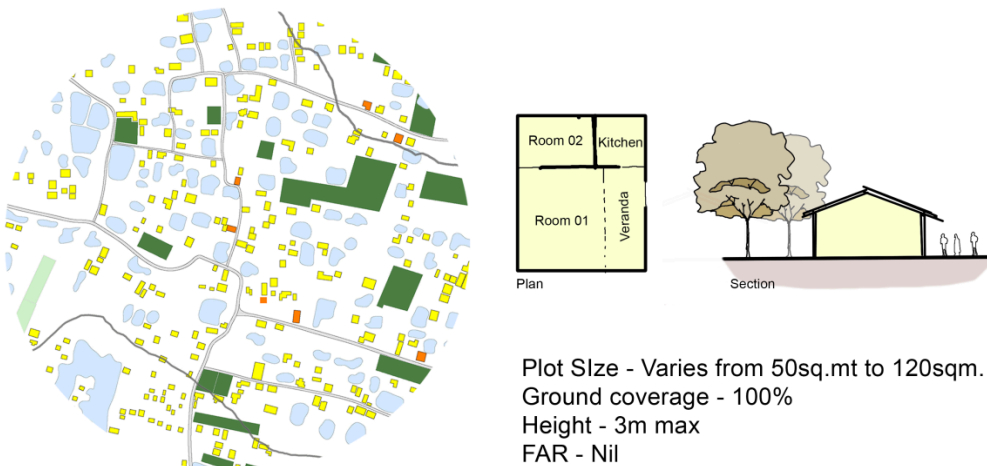 Room 02
Kitchen
Room 01
Veranda
Plan
Section
Plot SIze - Varies from 50sq.mt to 120sqm.
Ground coverage - 100%
Height - 3m max
FAR - Nil